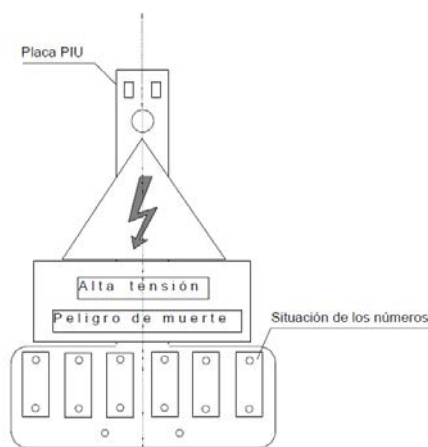 Placa PIU
Alta tensión
Peligro de muerte
Situación de los números